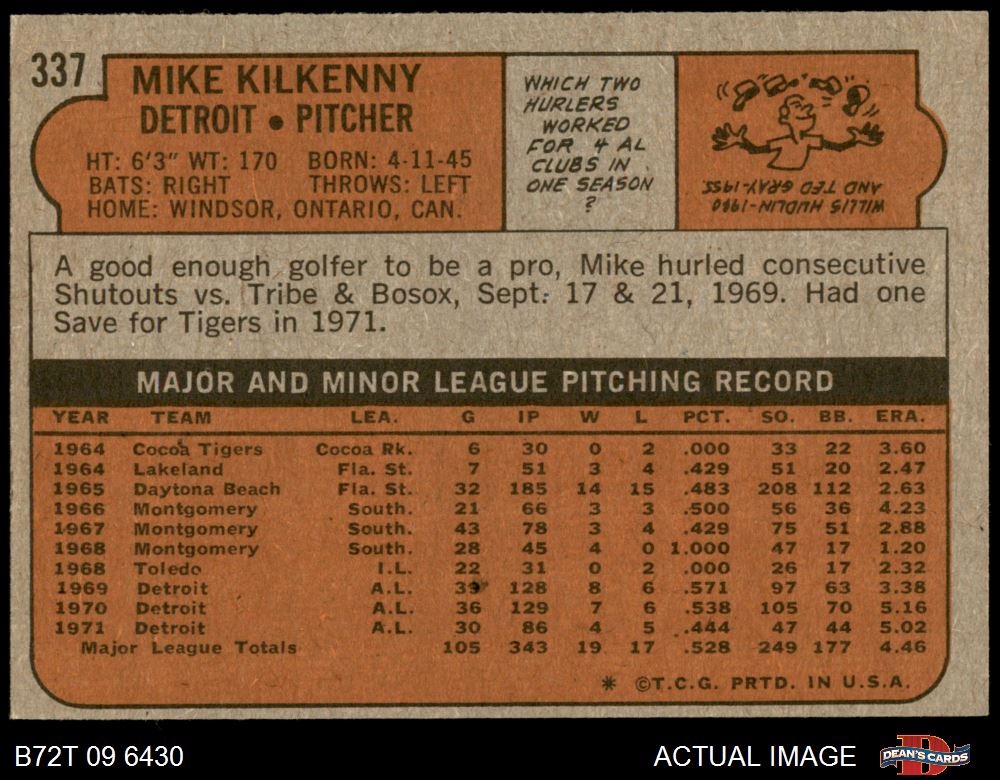 337
MIKE KILKENNY
DETROIT • PITCHER
HT: 6'3" WT: 170 BORN: 4-11-45
BATS: RIGHT THROWS: LEFT
HOME: WINDSOR, ONTARIO, CAN.
WHICH TWO
HURLERS
WORKED
FOR 4 AL
CLUBS IN
ONE SEASON
?
WILLIS HUDLIN-1940
AND TED GRAY-1955.
A good enough golfer to be a pro, Mike hurled consecutive
Shutouts vs. Tribe & Bosox, Sept. 17 & 21, 1969. Had one
Save for Tigers in 1971.
MAJOR AND MINOR LEAGUE PITCHING RECORD
YEAR TEAM LEA. G IP W L PCT. SO. BB. ERA.
1964 Cocoa Tigers Cocoa Rk. 6 30 0 2 .000 33 22 3.60
1964 Lakeland Fla. St. 7 51 3 4 .429 51 20 2.47
1965 Daytona Beach Fla. St. 32 185 14 15 .483 208 112 2.63
1966 Montgomery South. 21 66 3 3 .500 56 36 4.23
1967 Montgomery South. 43 78 3 4 .429 75 51 2.88
1968 Montgomery South. 28 45 4 0 1.000 47 17 1.20
1968 Toledo I.L. 22 31 0 2 .000 26 17 2.32
1969 Detroit A.L. 39 128 8 6 .571 97 63 3.38
1970 Detroit A.L. 36 129 7 6 .538 105 70 5.16
1971 Detroit A.L. 30 86 4 5 .444 47 44 5.02
Major League Totals 105 343 19 17 .528 249 177 4.46
* ©T.C.G. PRTD. IN U.S.A.
B72T 09 6430
ACTUAL IMAGE
DEAN'S CARDS